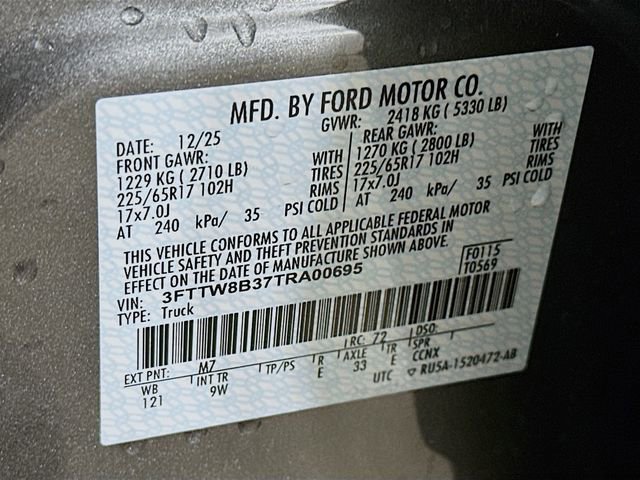 MFD. BY FORD MOTOR CO.
DATE: 12/25 GVWR: 2418 KG ( 5330 LB)
FRONT GAWR: REAR GAWR:
1229 KG ( 2710 LB) WITH 1270 KG ( 2800 LB) WITH
225/65R17 102H TIRES 225/65R17 102H TIRES
17x7.0J RIMS 17x7.0J RIMS
AT 240 kPa/ 35 PSI COLD AT 240 kPa/ 35 PSI COLD
THIS VEHICLE CONFORMS TO ALL APPLICABLE FEDERAL MOTOR
VEHICLE SAFETY AND THEFT PREVENTION STANDARDS IN
EFFECT ON THE DATE OF MANUFACTURE SHOWN ABOVE.
F0115
VIN: 3FTTW8B37TRA00695 T0569
TYPE: Truck
EXT PNT: M7 RC: 72 DSO:
WB INT TR TP/PS R AXLE TR SPR
121 9W E 33 E CCNX
UTC RU5A-1520472-AB